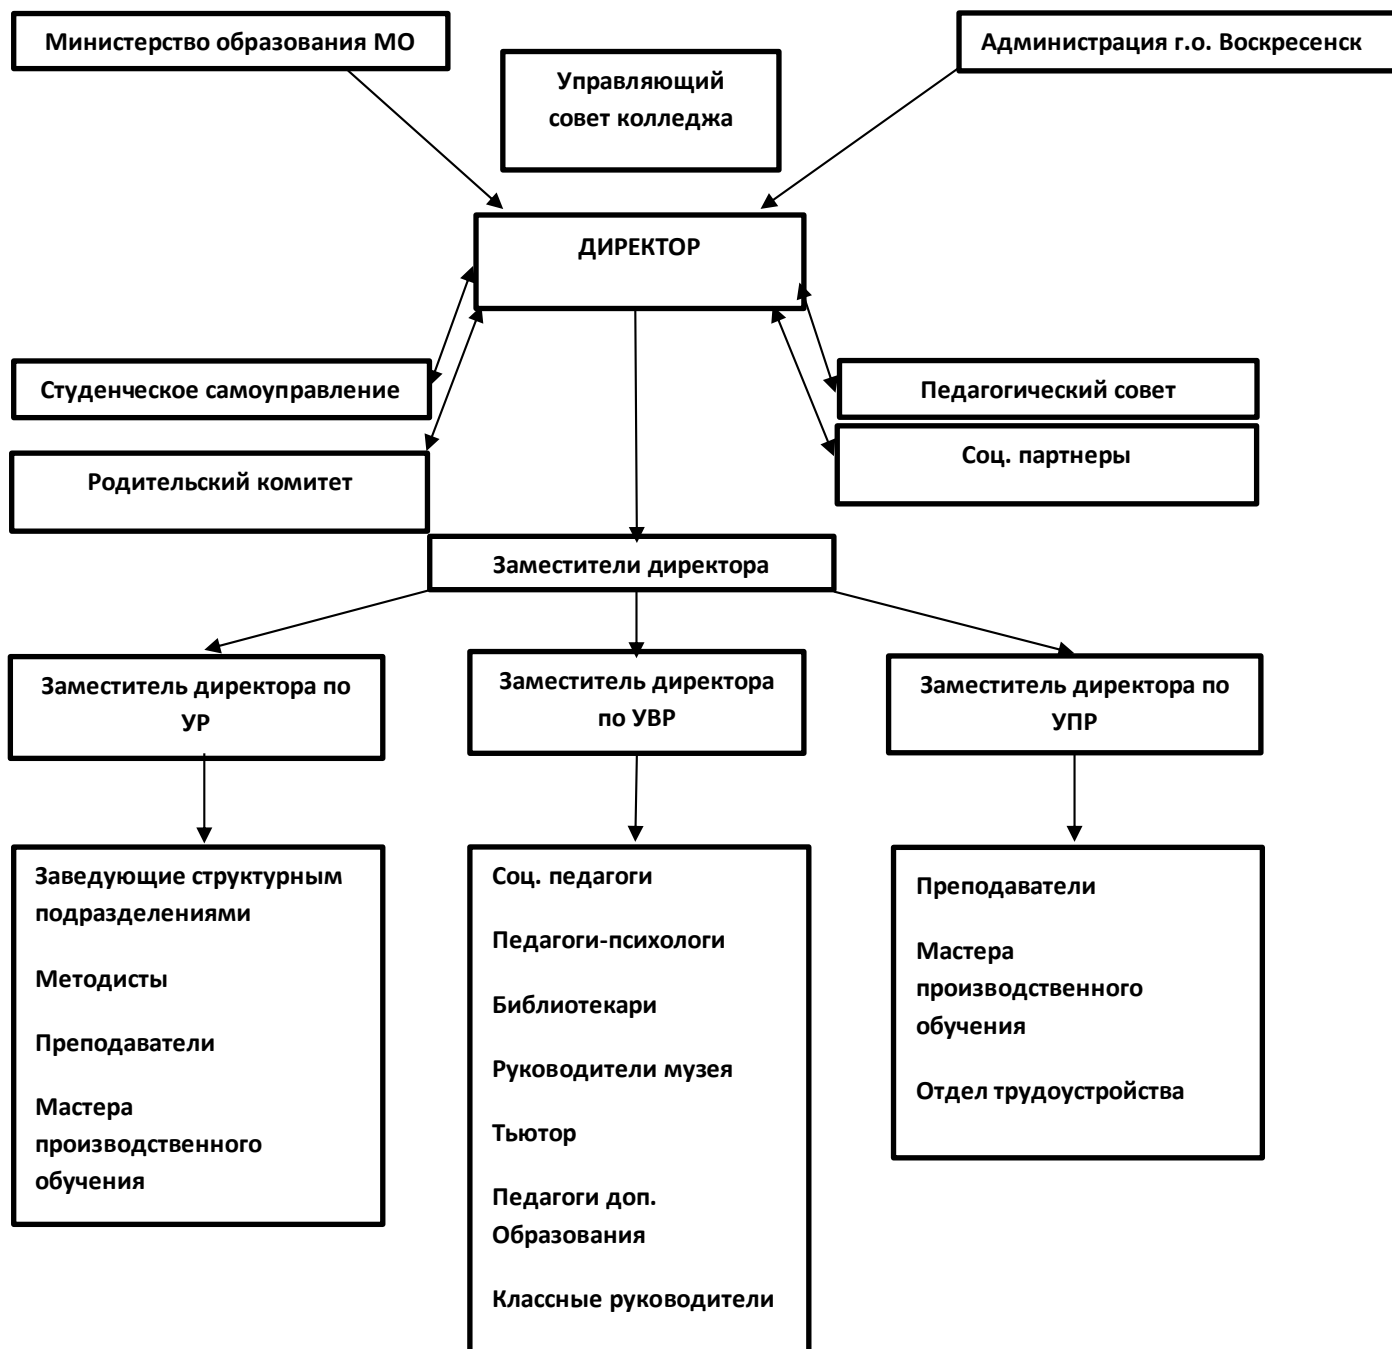 Министерство образования МО
Администрация г.о. Воскресенск
Управляющий
совет колледжа
ДИРЕКТОР
Студенческое самоуправление
Педагогический совет
Родительский комитет
Соц. партнеры
Заместители директора
Заместитель директора по
УР
Заместитель директора
по УВР
Заместитель директора по
УПР
Заведующие структурным
подразделениями
Методисты
Преподаватели
Мастера
производственного
обучения
Соц. педагоги
Педагоги-психологи
Библиотекари
Руководители музея
Тьютор
Педагоги доп.
Образования
Классные руководители
Преподаватели
Мастера
производственного
обучения
Отдел трудоустройства